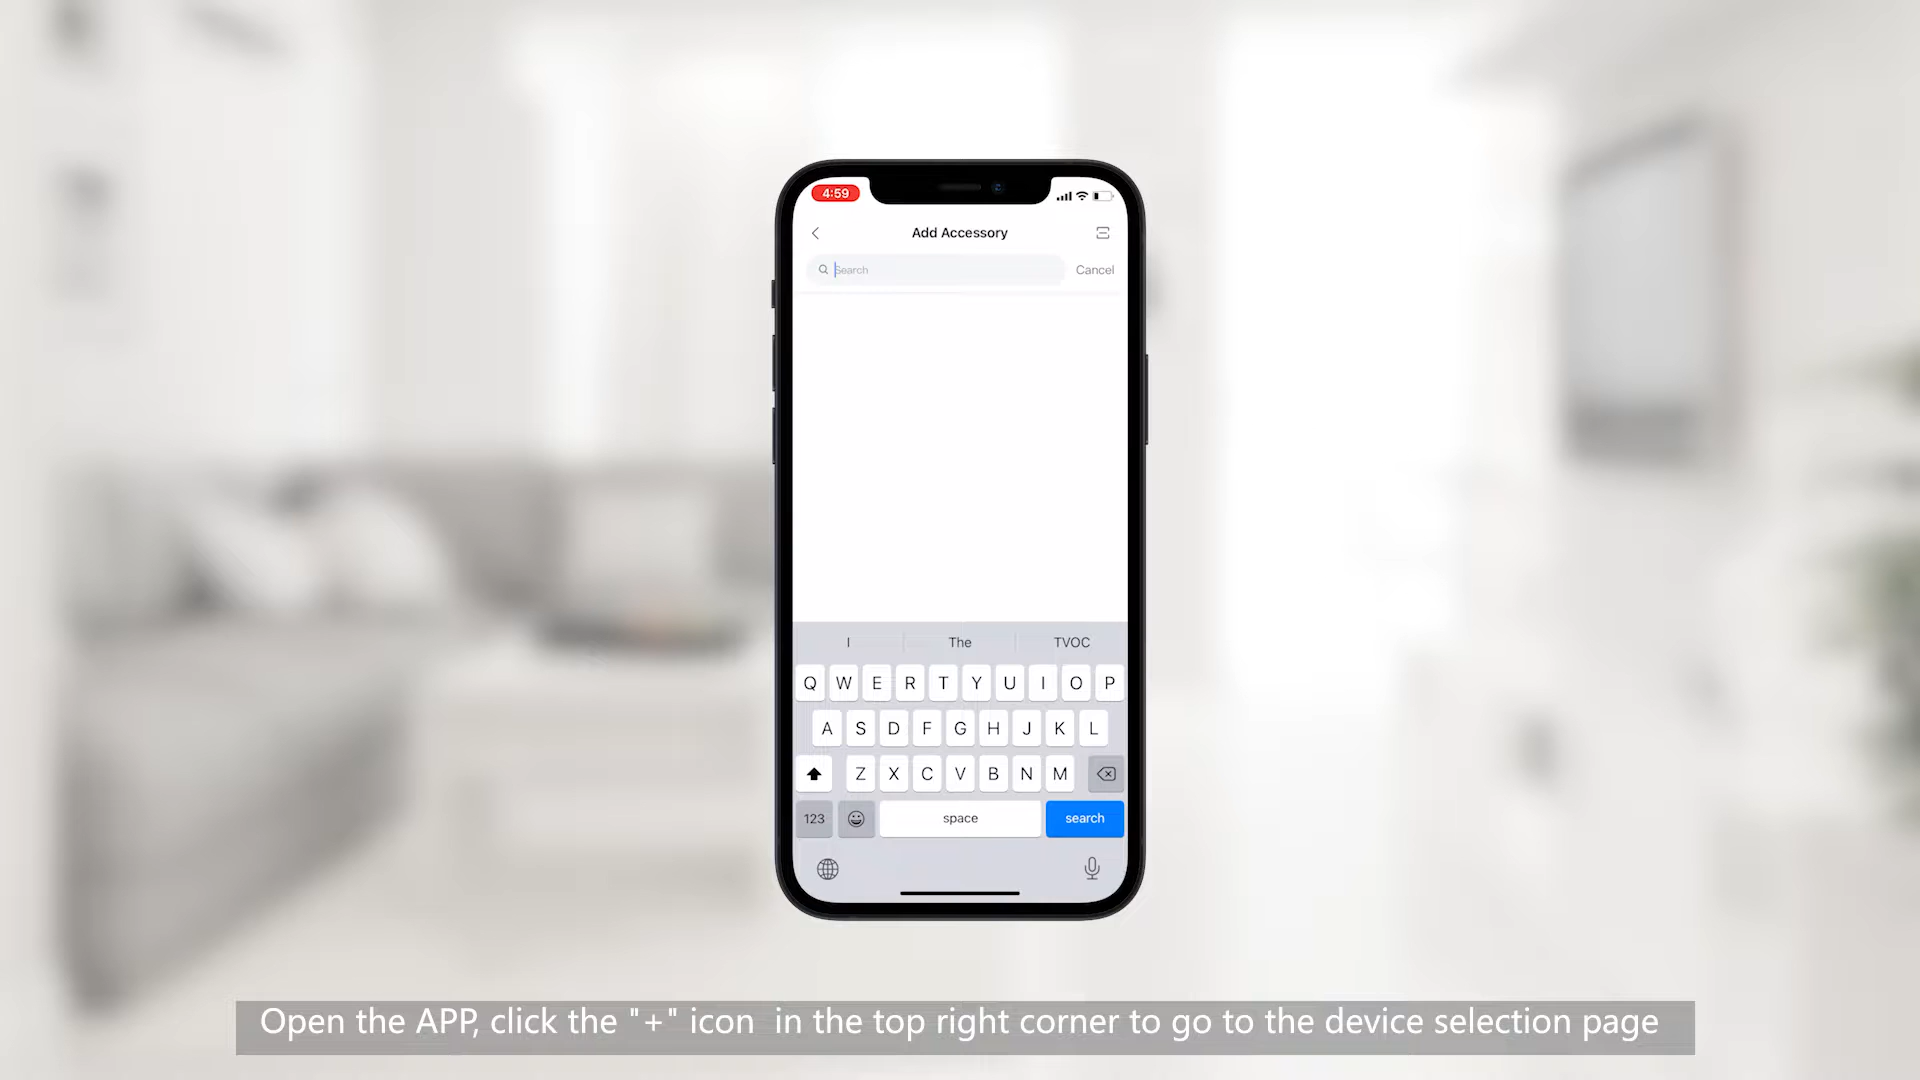 4:59
Add Accessory
Search
Cancel
I The TVOC
Q W E R T Y U I O P
A S D F G H J K L
Z X C V B N M
123 space search
Open the APP, click the "+" icon  in the top right corner to go to the device selection page